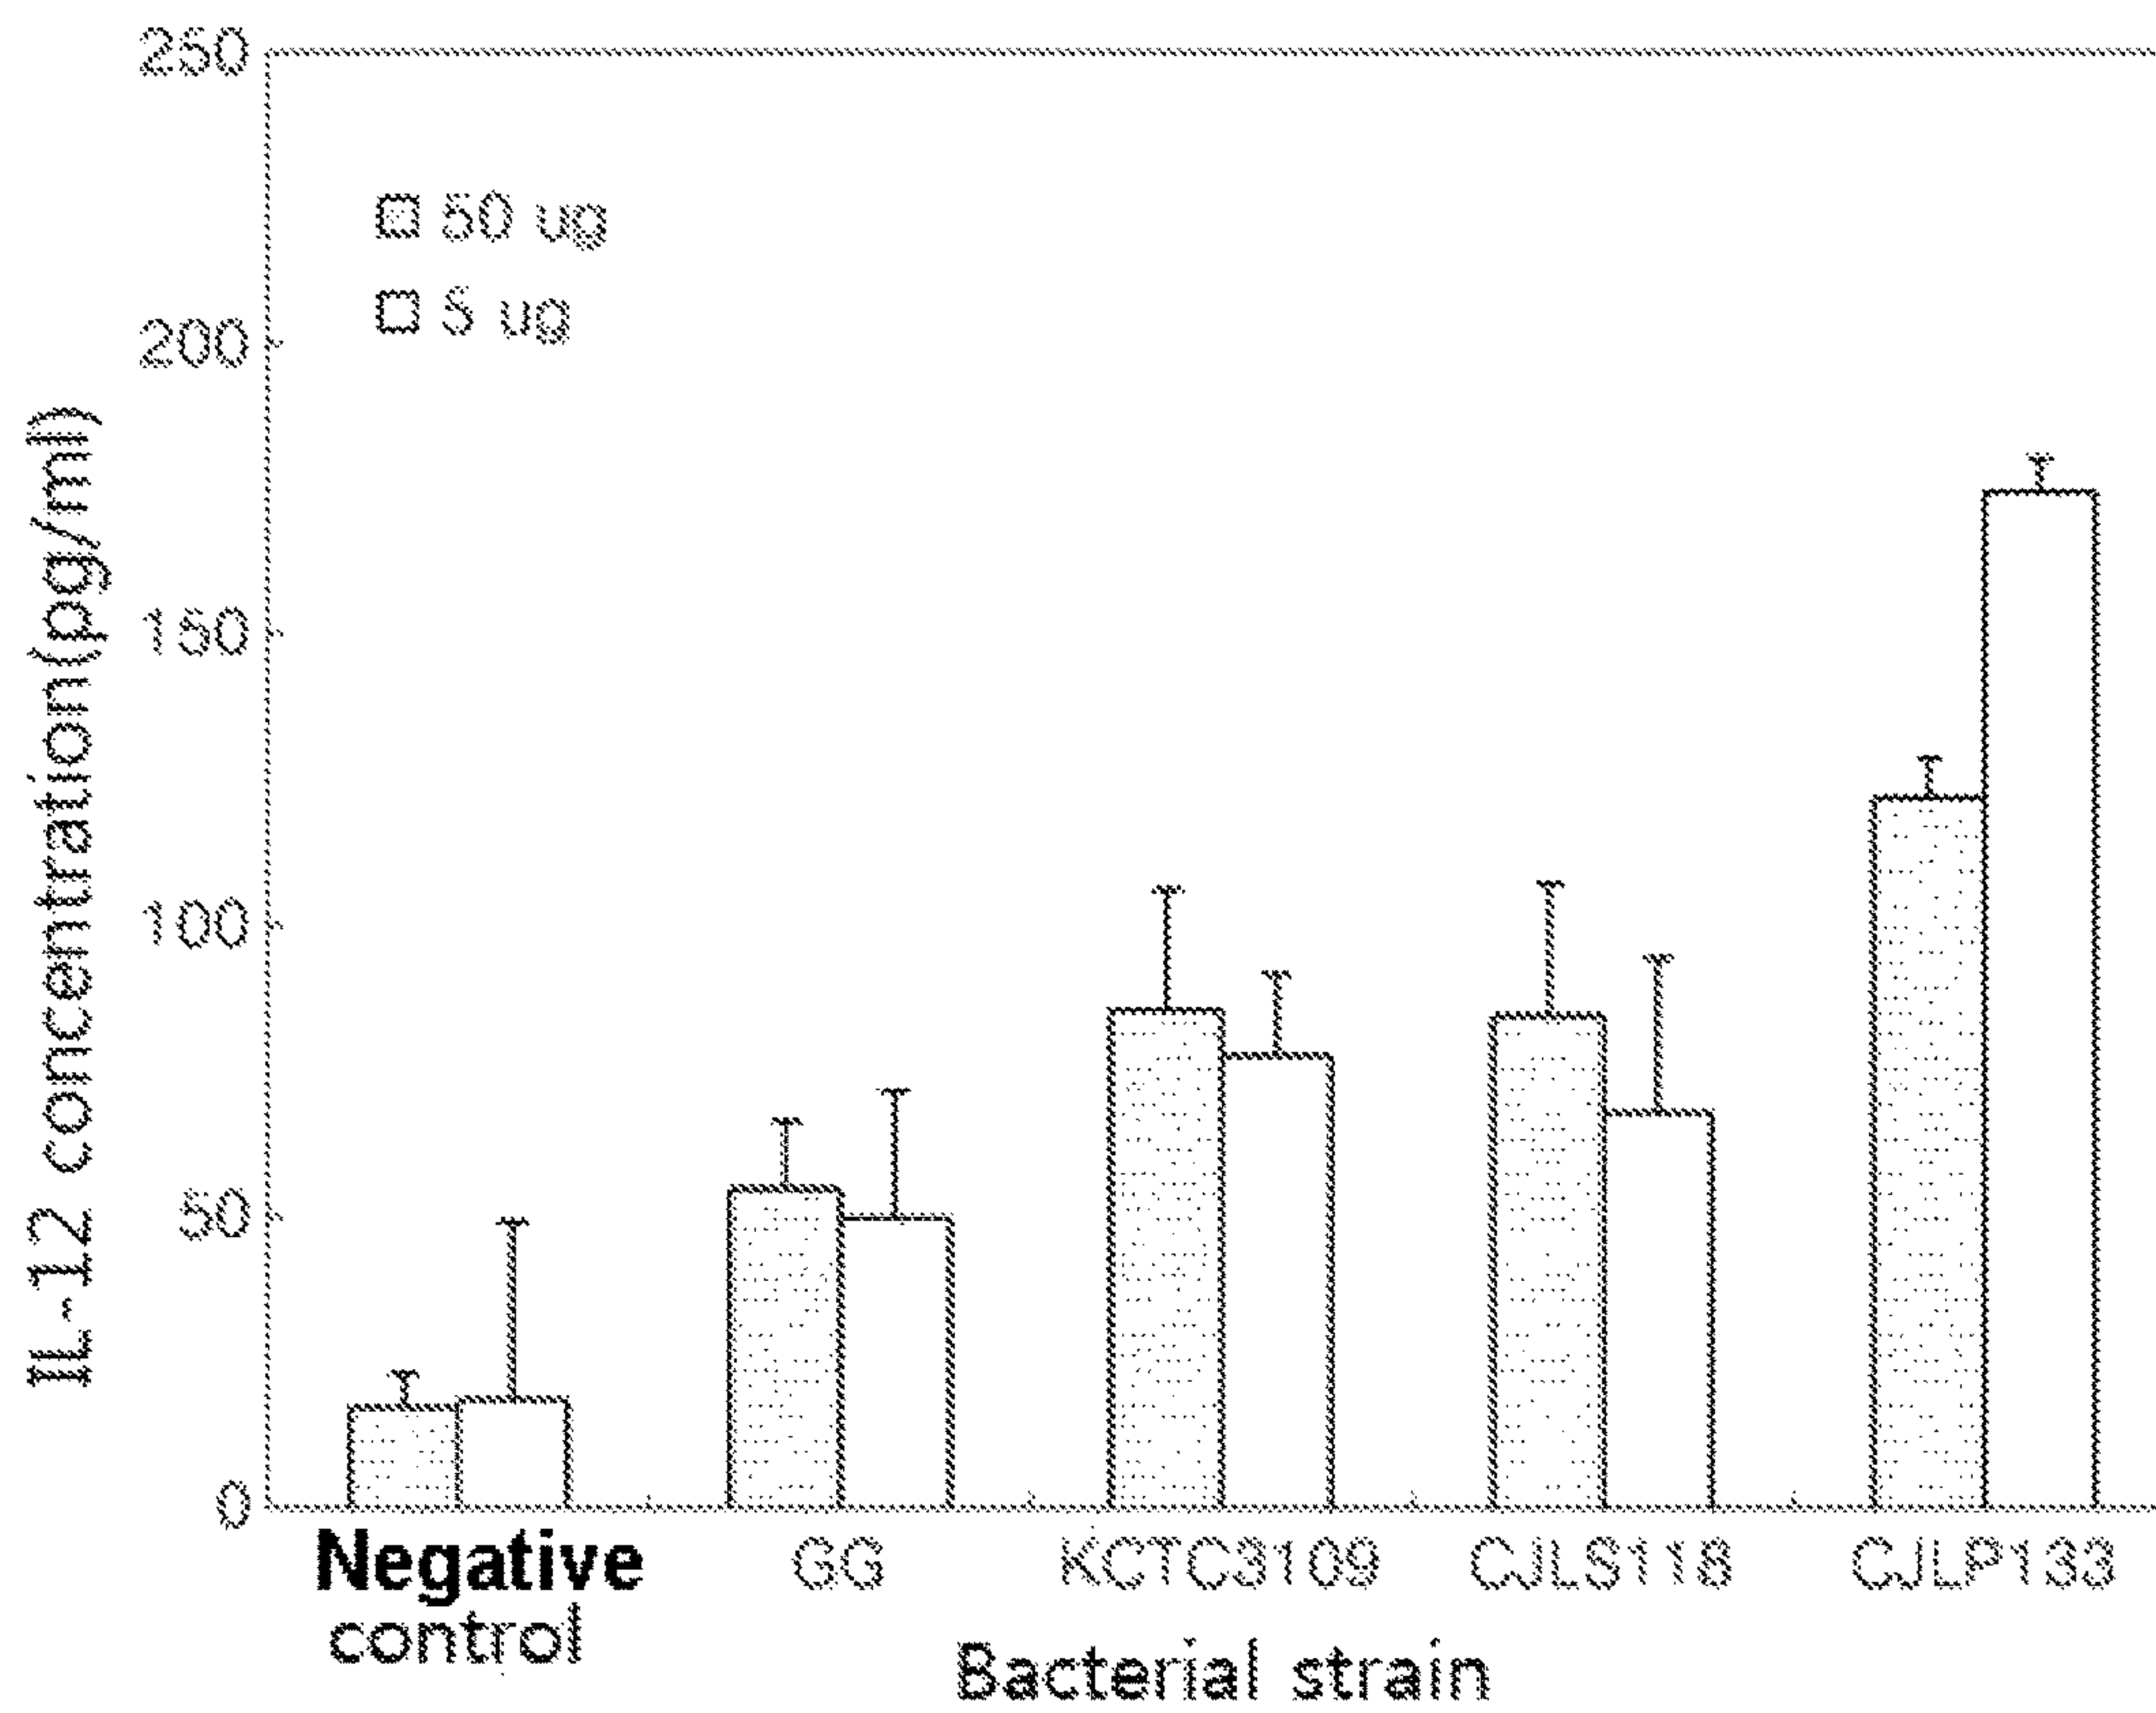 250
200
150
100
50
0
IL-12 concentration(pg/ml)
50 ug
5 ug
Negative
control
GG
KCTC3109
CJLS118
CJLP133
Bacterial strain